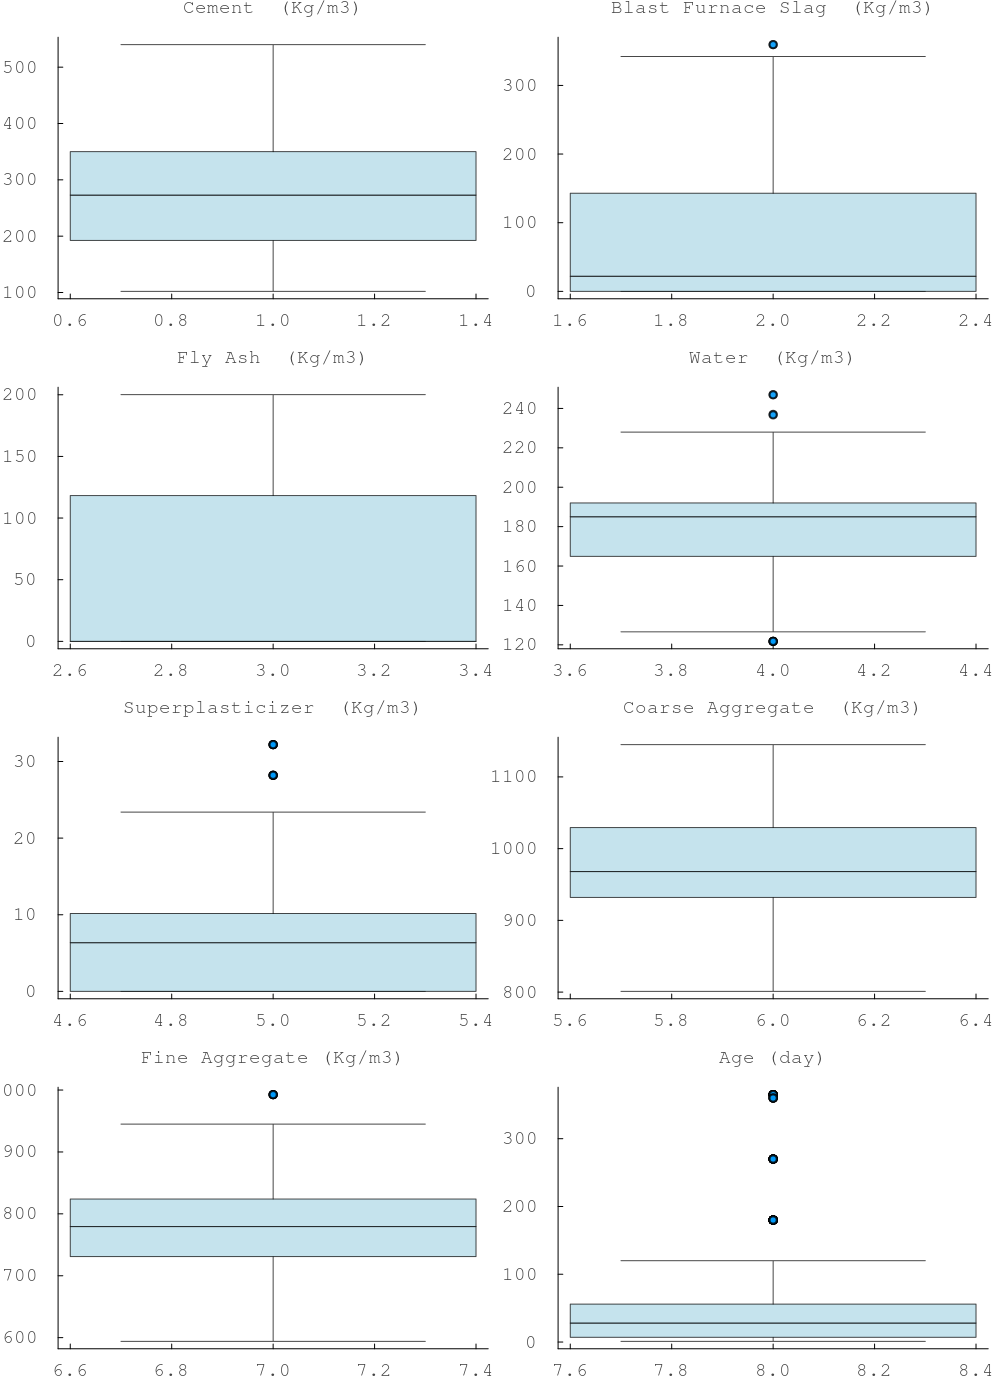 Cement (Kg/m3)
500
400
300
200
100
0.6 0.8 1.0 1.2 1.4
Blast Furnace Slag (Kg/m3)
300
200
100
0
1.6 1.8 2.0 2.2 2.4
Fly Ash (Kg/m3)
200
150
100
50
0
2.6 2.8 3.0 3.2 3.4
Water (Kg/m3)
240
220
200
180
160
140
120
3.6 3.8 4.0 4.2 4.4
Superplasticizer (Kg/m3)
30
20
10
0
4.6 4.8 5.0 5.2 5.4
Coarse Aggregate (Kg/m3)
1100
1000
900
800
5.6 5.8 6.0 6.2 6.4
Fine Aggregate (Kg/m3)
000
900
800
700
600
6.6 6.8 7.0 7.2 7.4
Age (day)
300
200
100
0
7.6 7.8 8.0 8.2 8.4